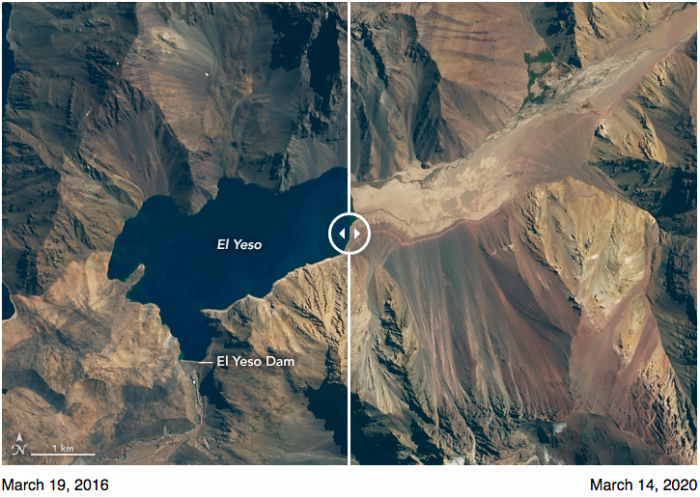 El Yeso
El Yeso Dam
N
1 km
March 19, 2016
March 14, 2020